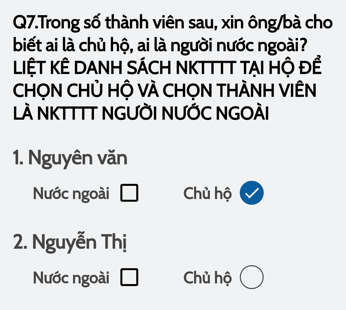 Q7.Trong số thành viên sau, xin ông/bà cho
biết ai là chủ hộ, ai là người nước ngoài?
LIỆT KÊ DANH SÁCH NKTTTT TẠI HỘ ĐỂ
CHỌN CHỦ HỘ VÀ CHỌN THÀNH VIÊN
LÀ NKTTTT NGƯỜI NƯỚC NGOÀI
1. Nguyên văn
Nước ngoài Chủ hộ
2. Nguyễn Thị
Nước ngoài Chủ hộ